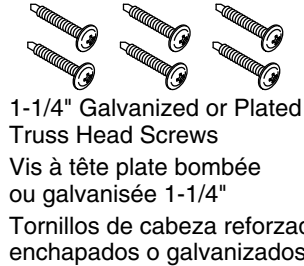 1-1/4" Galvanized or Plated
Truss Head Screws
Vis à tête plate bombée
ou galvanisée 1-1/4"
Tornillos de cabeza
enchapados o galvanizados